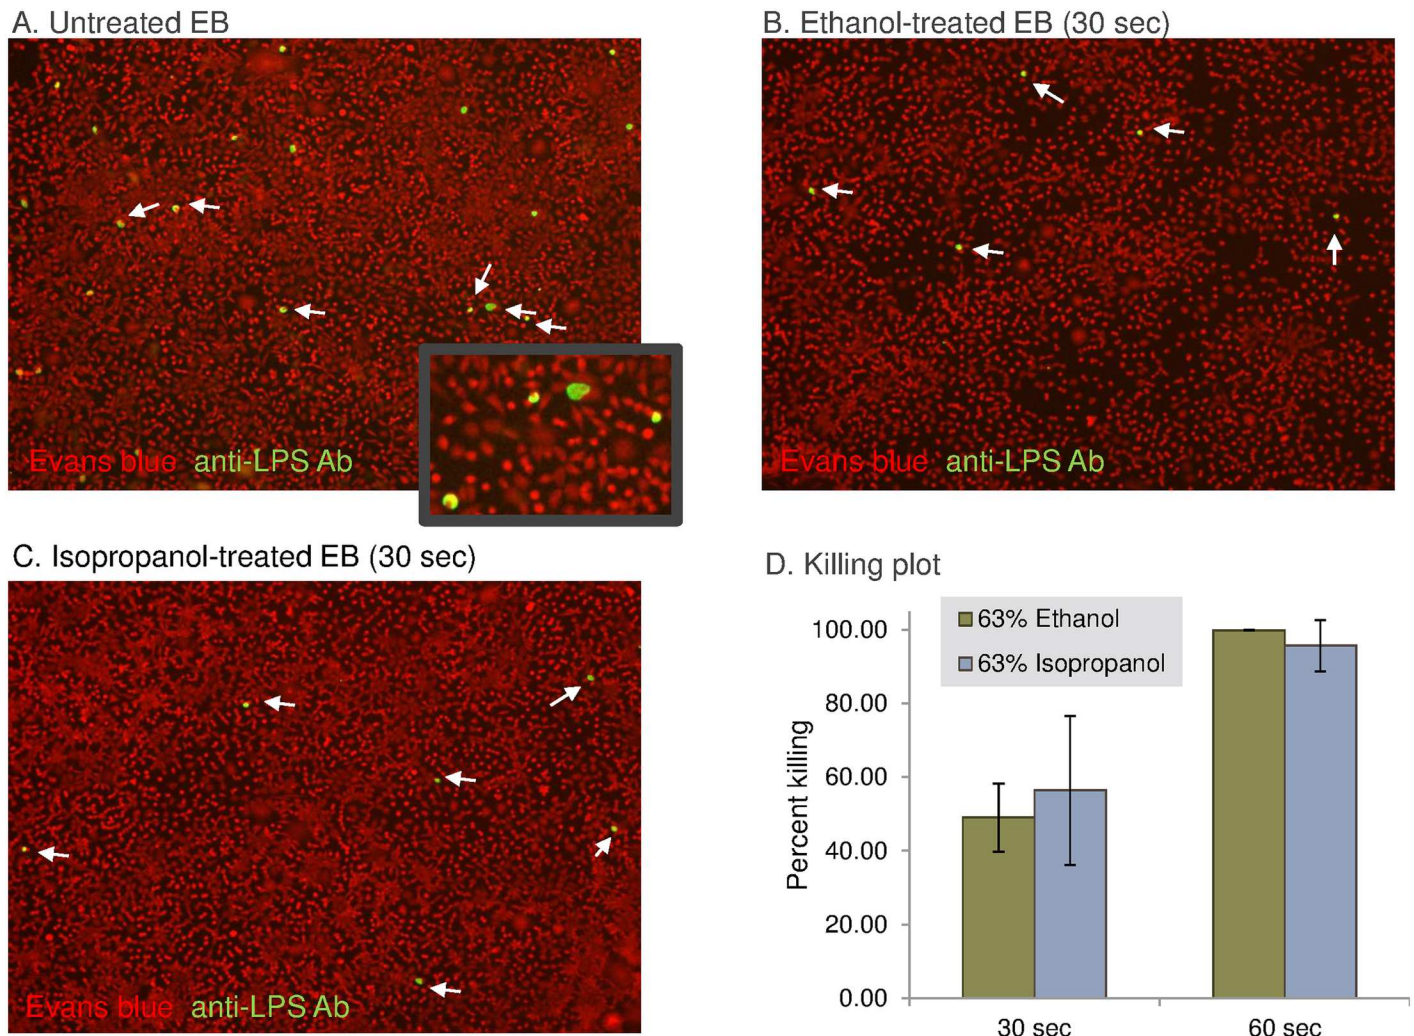 A. Untreated EB
B. Ethanol-treated EB (30 sec)
Evans blue anti-LPS Ab
Evans blue anti-LPS Ab
C. Isopropanol-treated EB (30 sec)
Evans blue anti-LPS Ab
D. Killing plot
63% Ethanol
63% Isopropanol
Percent killing
100.00
80.00
60.00
40.00
20.00
0.00
30 sec
60 sec